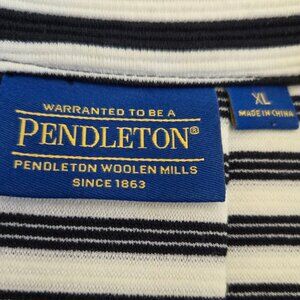 WARRANTED TO BE A
PENDLETON®
PENDLETON WOOLEN MILLS
SINCE 1863
XL
MADE IN CHINA